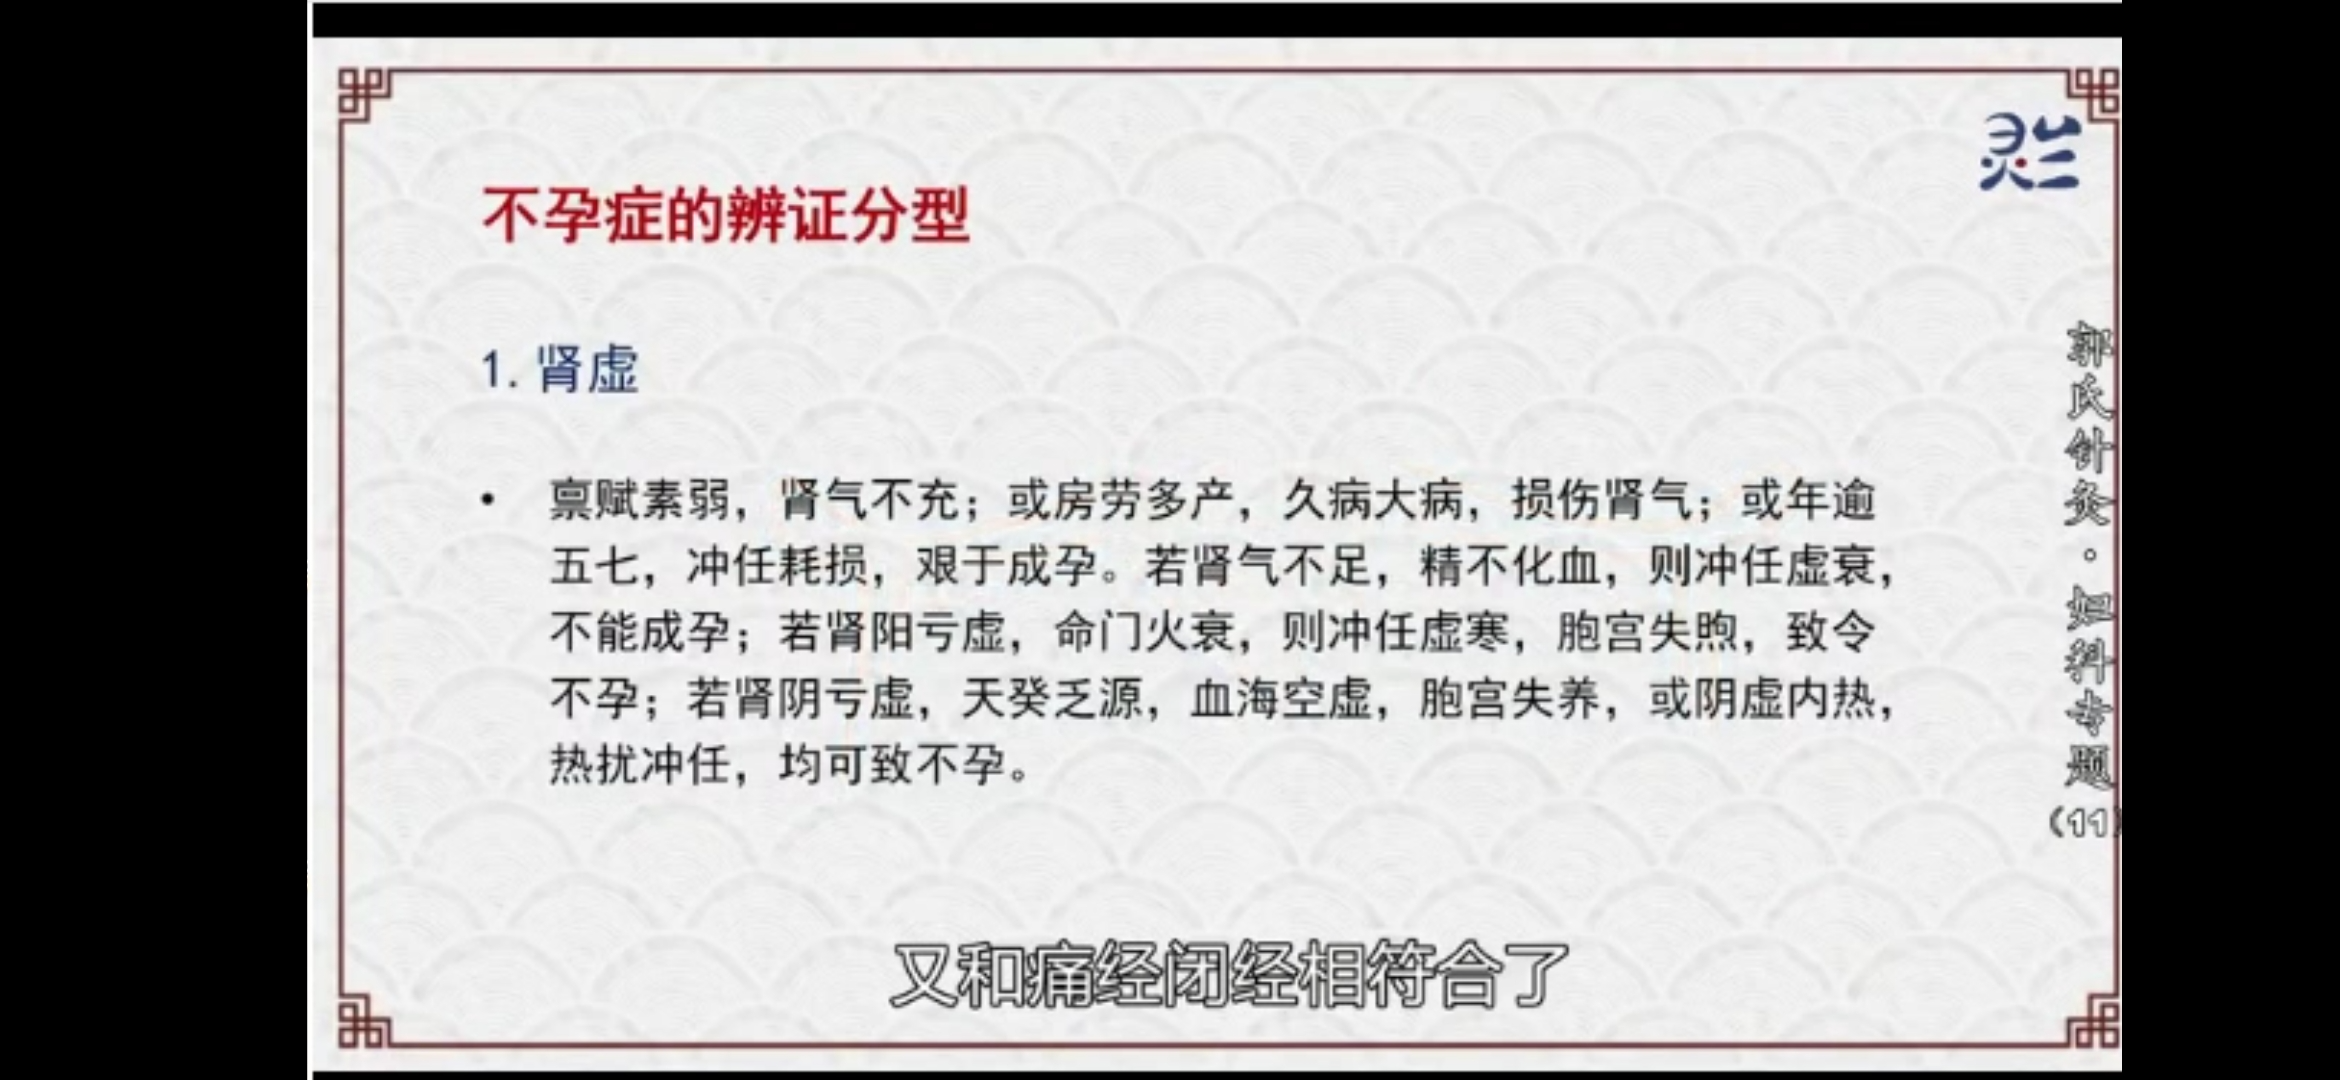 不孕症的辨证分型
1. 肾虚
• 禀赋素弱，肾气不充；或房劳多产，久病大病，损伤肾气；或年逾
五七，冲任耗损，艰于成孕。若肾气不足，精不化血，则冲任虚衰，
不能成孕；若肾阳亏虚，命门火衰，则冲任虚寒，胞宫失煦，致令
不孕；若肾阴亏虚，天癸乏源，血海空虚，胞宫失养，或阴虚内热，
热扰冲任，均可致不孕。
郭氏针灸·妇科专题(11)
又和痛经闭经相符合了